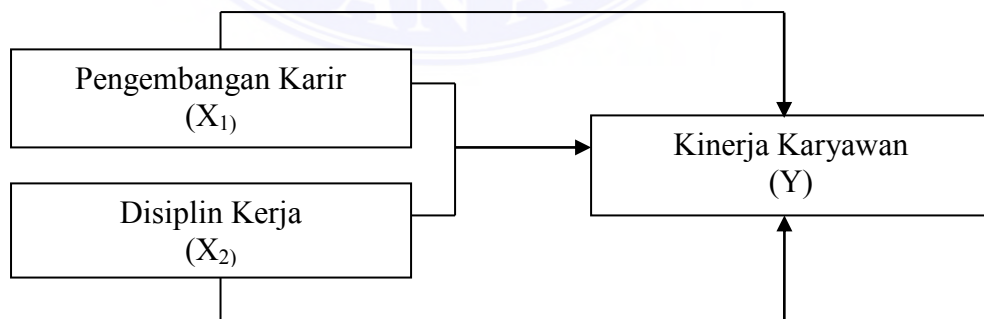 Pengembangan Karir
(X₁)
Kinerja Karyawan
(Y)
Disiplin Kerja
(X₂)